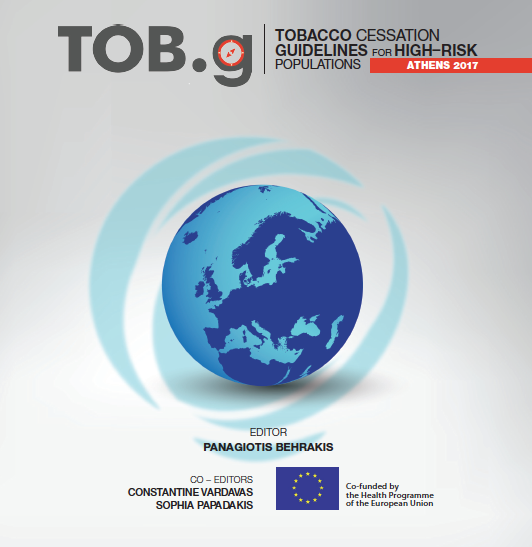 TOB.g
TOBACCO CESSATION
GUIDELINES FOR HIGH-RISK
POPULATIONS
ATHENS 2017
EDITOR
PANAGIOTIS BEHRAKIS
CO – EDITORS
CONSTANTINE VARDAVAS
SOPHIA PAPADAKIS
Co-funded by
the Health Programme
of the European Union